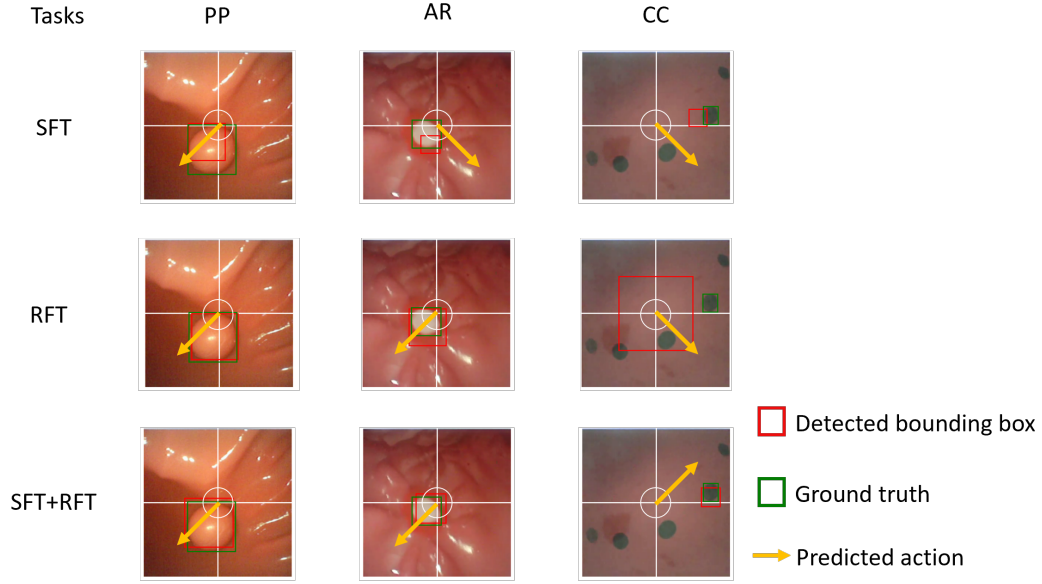 Tasks PP AR CC
SFT
RFT
SFT+RFT
Detected bounding box
Ground truth
Predicted action